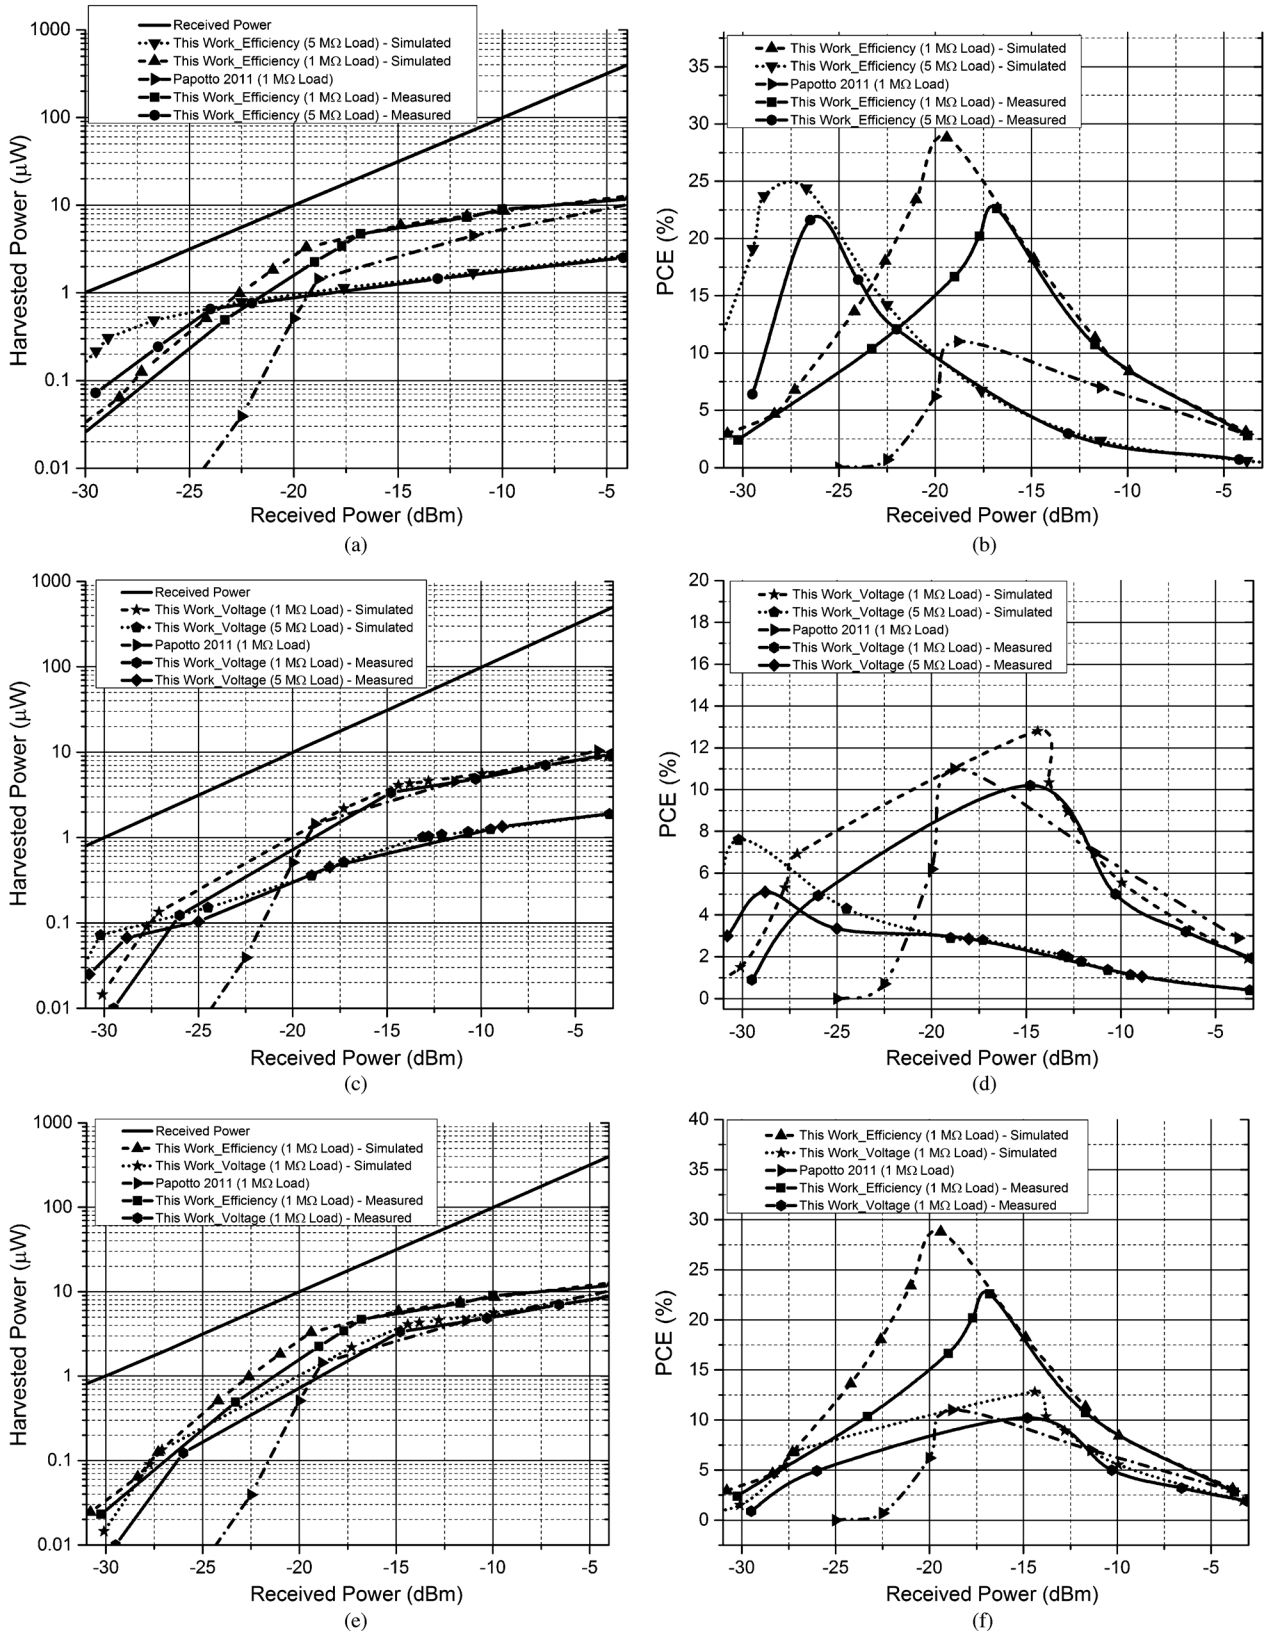 1000
100
10
1
0.1
0.01
Harvested Power (µW)
Received Power
This Work_Efficiency (5 MΩ Load) - Simulated
This Work_Efficiency (1 MΩ Load) - Simulated
Papotto 2011 (1 MΩ Load)
This Work_Efficiency (1 MΩ Load) - Measured
This Work_Efficiency (5 MΩ Load) - Measured
-30 -25 -20 -15 -10 -5
Received Power (dBm)
(a)
35
30
25
20
15
10
5
0
PCE (%)
This Work_Efficiency (1 MΩ Load) - Simulated
This Work_Efficiency (5 MΩ Load) - Simulated
Papotto 2011 (1 MΩ Load)
This Work_Efficiency (1 MΩ Load) - Measured
This Work_Efficiency (5 MΩ Load) - Measured
-30 -25 -20 -15 -10 -5
Received Power (dBm)
(b)
1000
100
10
1
0.1
0.01
Harvested Power (µW)
Received Power
This Work_Voltage (1 MΩ Load) - Simulated
This Work_Voltage (5 MΩ Load) - Simulated
Papotto 2011 (1 MΩ Load)
This Work_Voltage (1 MΩ Load) - Measured
This Work_Voltage (5 MΩ Load) - Measured
-30 -25 -20 -15 -10 -5
Received Power (dBm)
(c)
20
18
16
14
12
10
8
6
4
2
0
PCE (%)
This Work_Voltage (1 MΩ Load) - Simulated
This Work_Voltage (5 MΩ Load) - Simulated
Papotto 2011 (1 MΩ Load)
This Work_Voltage (1 MΩ Load) - Measured
This Work_Voltage (5 MΩ Load) - Measured
-30 -25 -20 -15 -10 -5
Received Power (dBm)
(d)
1000
100
10
1
0.1
0.01
Harvested Power (µW)
Received Power
This Work_Efficiency (1 MΩ Load) - Simulated
This Work_Voltage (1 MΩ Load) - Simulated
Papotto 2011 (1 MΩ Load)
This Work_Efficiency (1 MΩ Load) - Measured
This Work_Voltage (1 MΩ Load) - Measured
-30 -25 -20 -15 -10 -5
Received Power (dBm)
(e)
40
35
30
25
20
15
10
5
0
PCE (%)
This Work_Efficiency (1 MΩ Load) - Simulated
This Work_Voltage (1 MΩ Load) - Simulated
Papotto 2011 (1 MΩ Load)
This Work_Efficiency (1 MΩ Load) - Measured
This Work_Voltage (1 MΩ Load) - Measured
-30 -25 -20 -15 -10 -5
Received Power (dBm)
(f)